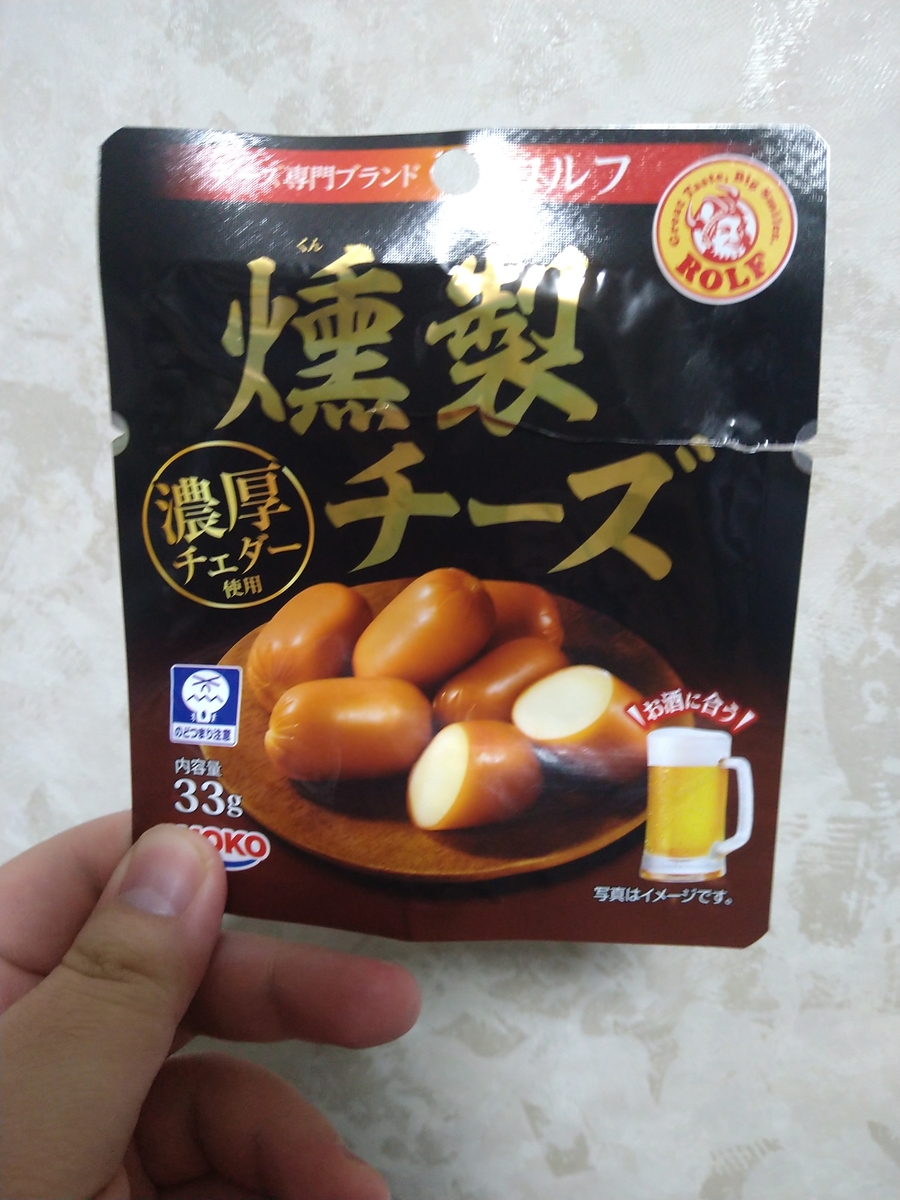 ズ専門ブランド
ルフ
Great Taste, Big Smiles.
ROLF
くん
燻製
チーズ
濃厚
チェダー
使用
のどつまり注意
お酒に合う
内容量
33g
OKO
写真はイメージです。